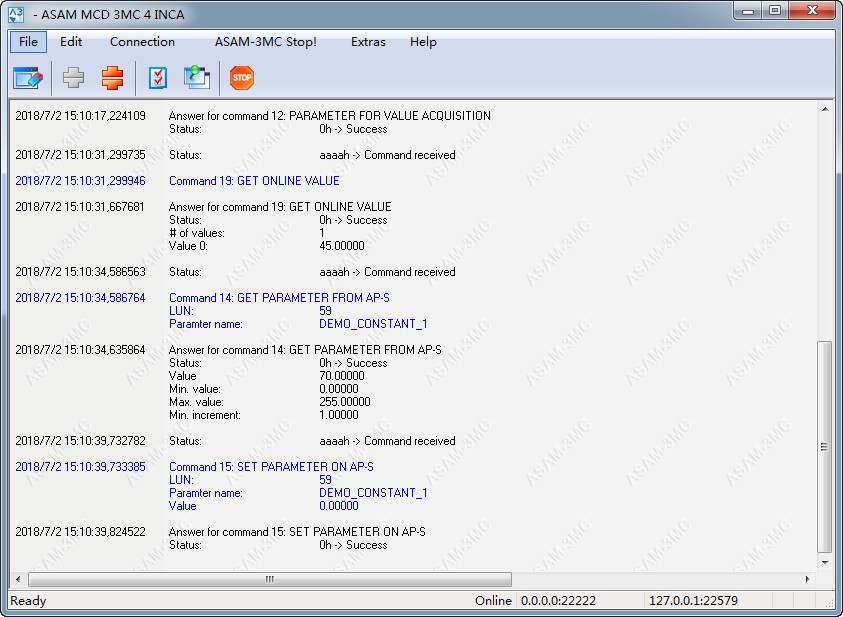 - ASAM MCD 3MC 4 INCA
File Edit Connection ASAM-3MC Stop! Extras Help
STOP
2018/7/2 15:10:17,224109 Answer for command 12: PARAMETER FOR VALUE ACQUISITION
Status: 0h -> Success
2018/7/2 15:10:31,299735 Status: aaaah -> Command received
2018/7/2 15:10:31,299946 Command 19: GET ONLINE VALUE
2018/7/2 15:10:31,667681 Answer for command 19: GET ONLINE VALUE
Status: 0h -> Success
# of values: 1
Value 0: 45.00000
2018/7/2 15:10:34,586563 Status: aaaah -> Command received
2018/7/2 15:10:34,586764 Command 14: GET PARAMETER FROM AP-S
LUN: 59
Paramter name: DEMO_CONSTANT_1
2018/7/2 15:10:34,635864 Answer for command 14: GET PARAMETER FROM AP-S
Status: 0h -> Success
Value 70.00000
Min. value: 0.00000
Max. value: 255.00000
Min. increment: 1.00000
2018/7/2 15:10:39,732782 Status: aaaah -> Command received
2018/7/2 15:10:39,733385 Command 15: SET PARAMETER ON AP-S
LUN: 59
Paramter name: DEMO_CONSTANT_1
Value 0.00000
2018/7/2 15:10:39,824522 Answer for command 15: SET PARAMETER ON AP-S
Status: 0h -> Success
Ready Online 0.0.0.0:22222 127.0.0.1:22579
ASAM-3MC